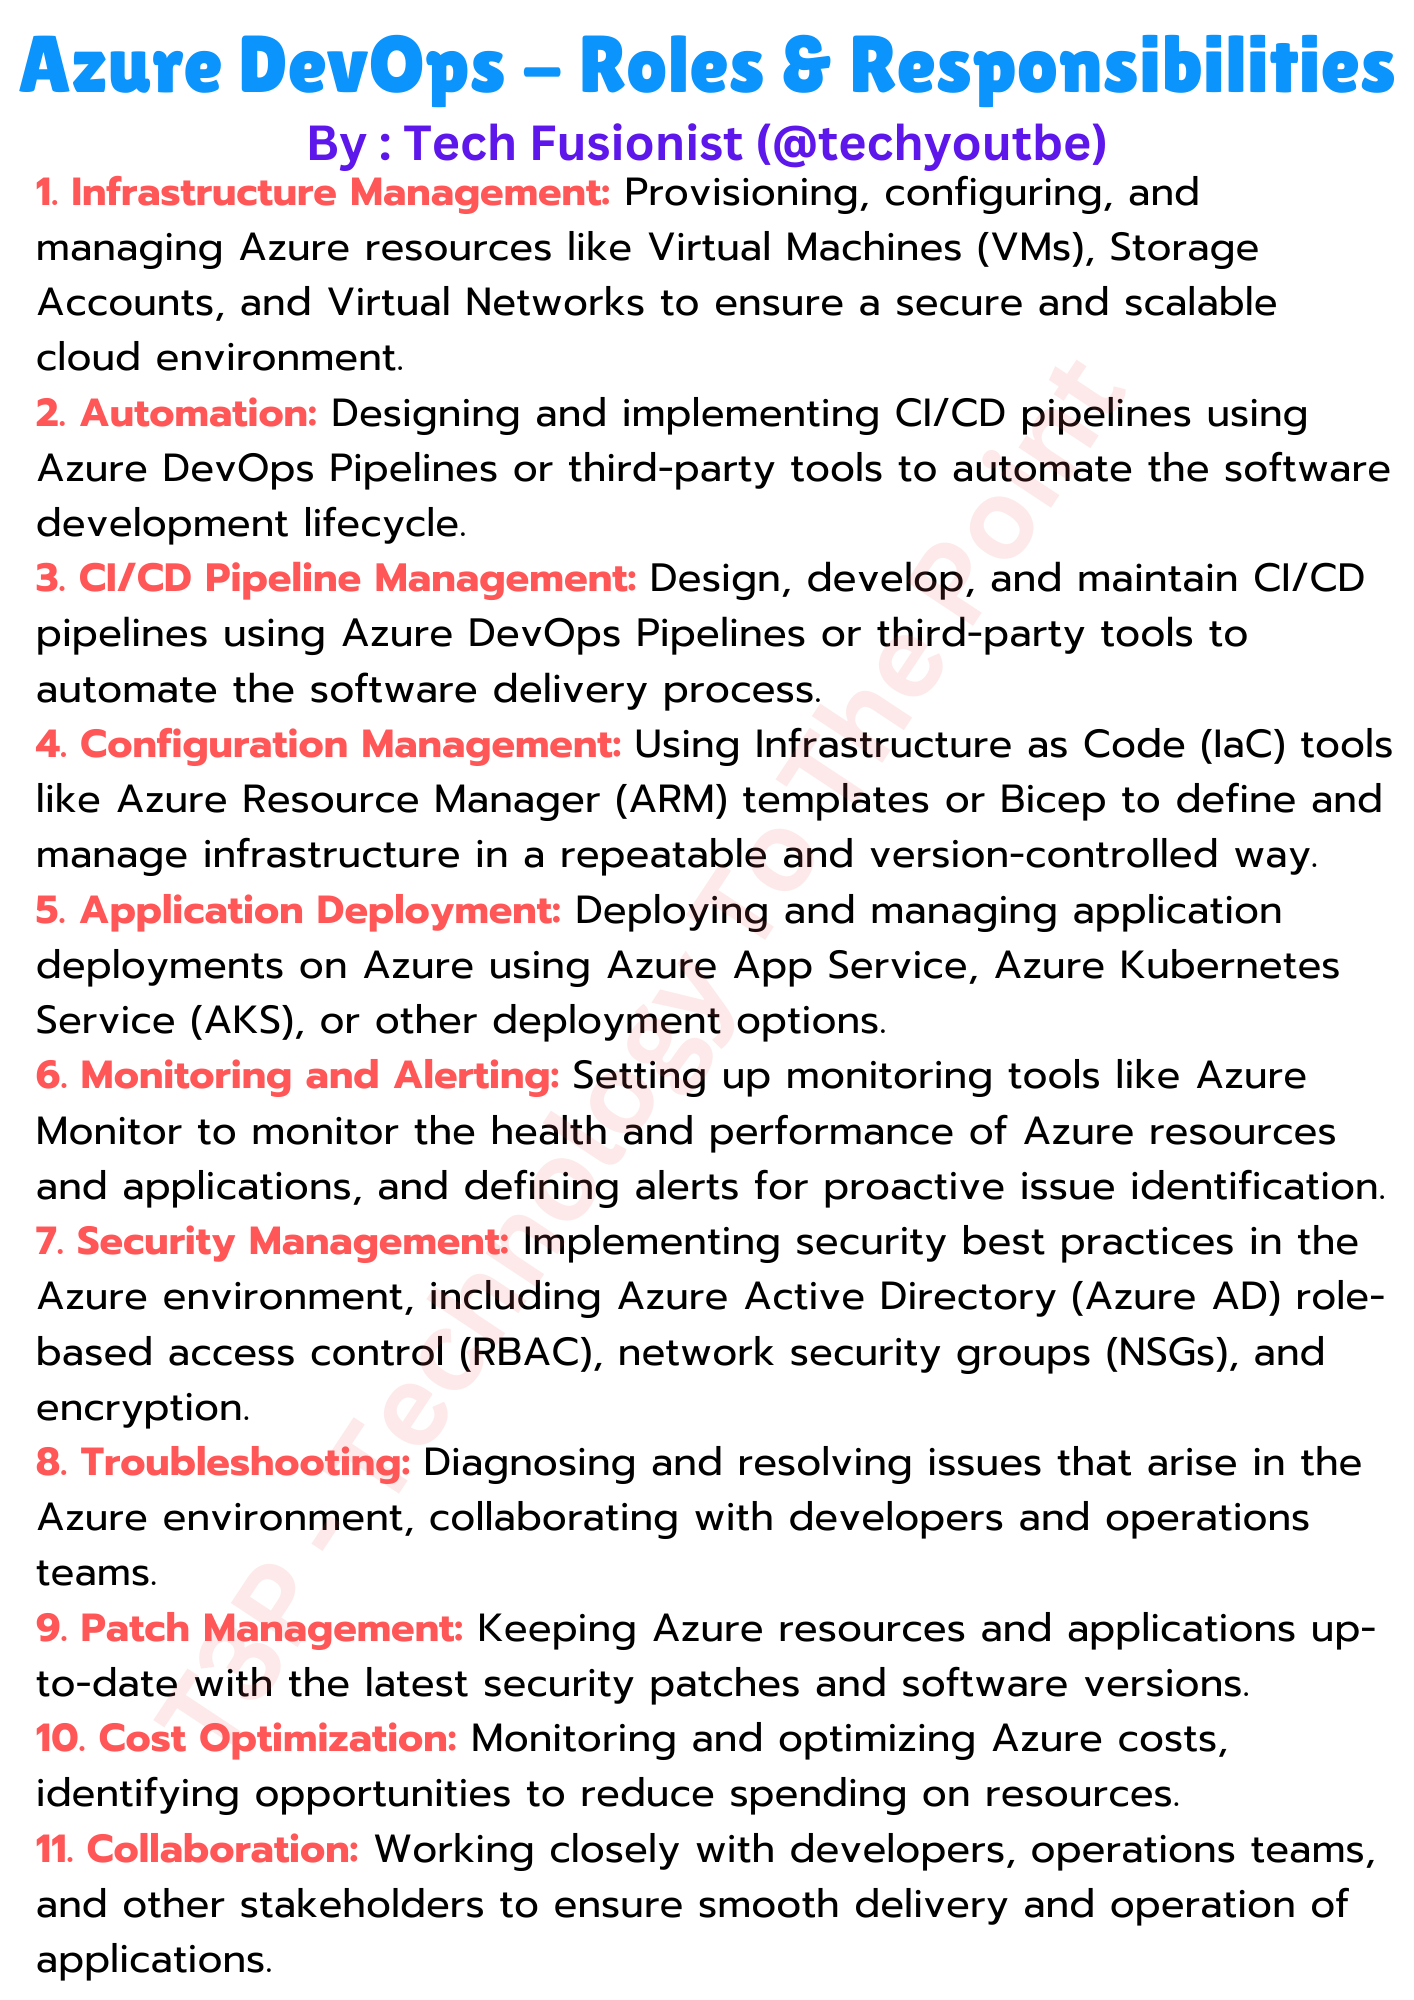 Azure DevOps – Roles & Responsibilities
By : Tech Fusionist (@techyoutbe)
1. Infrastructure Management: Provisioning, configuring, and
managing Azure resources like Virtual Machines (VMs), Storage
Accounts, and Virtual Networks to ensure a secure and scalable
cloud environment.
2. Automation: Designing and implementing CI/CD pipelines using
Azure DevOps Pipelines or third-party tools to automate the software
development lifecycle.
3. CI/CD Pipeline Management: Design, develop, and maintain CI/CD
pipelines using Azure DevOps Pipelines or third-party tools to
automate the software delivery process.
4. Configuration Management: Using Infrastructure as Code (IaC) tools
like Azure Resource Manager (ARM) templates or Bicep to define and
manage infrastructure in a repeatable and version-controlled way.
5. Application Deployment: Deploying and managing application
deployments on Azure using Azure App Service, Azure Kubernetes
Service (AKS), or other deployment options.
6. Monitoring and Alerting: Setting up monitoring tools like Azure
Monitor to monitor the health and performance of Azure resources
and applications, and defining alerts for proactive issue identification.
7. Security Management: Implementing security best practices in the
Azure environment, including Azure Active Directory (Azure AD) role-
based access control (RBAC), network security groups (NSGs), and
encryption.
8. Troubleshooting: Diagnosing and resolving issues that arise in the
Azure environment, collaborating with developers and operations
teams.
9. Patch Management: Keeping Azure resources and applications up-
to-date with the latest security patches and software versions.
10. Cost Optimization: Monitoring and optimizing Azure costs,
identifying opportunities to reduce spending on resources.
11. Collaboration: Working closely with developers, operations teams,
and other stakeholders to ensure smooth delivery and operation of
applications.
T3P - Technology To The Point